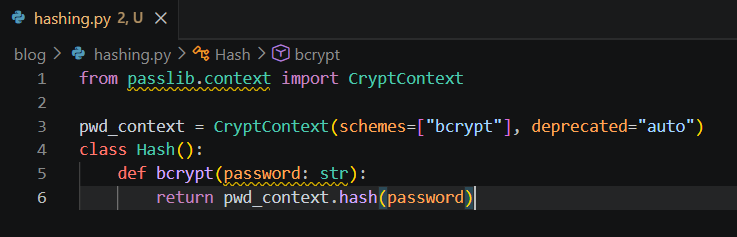 hashing.py 2, U ×
blog > hashing.py > Hash > bcrypt
1 from passlib.context import CryptContext
2
3 pwd_context = CryptContext(schemes=["bcrypt"], deprecated="auto")
4 class Hash():
5     def bcrypt(password: str):
6         return pwd_context.hash(password)